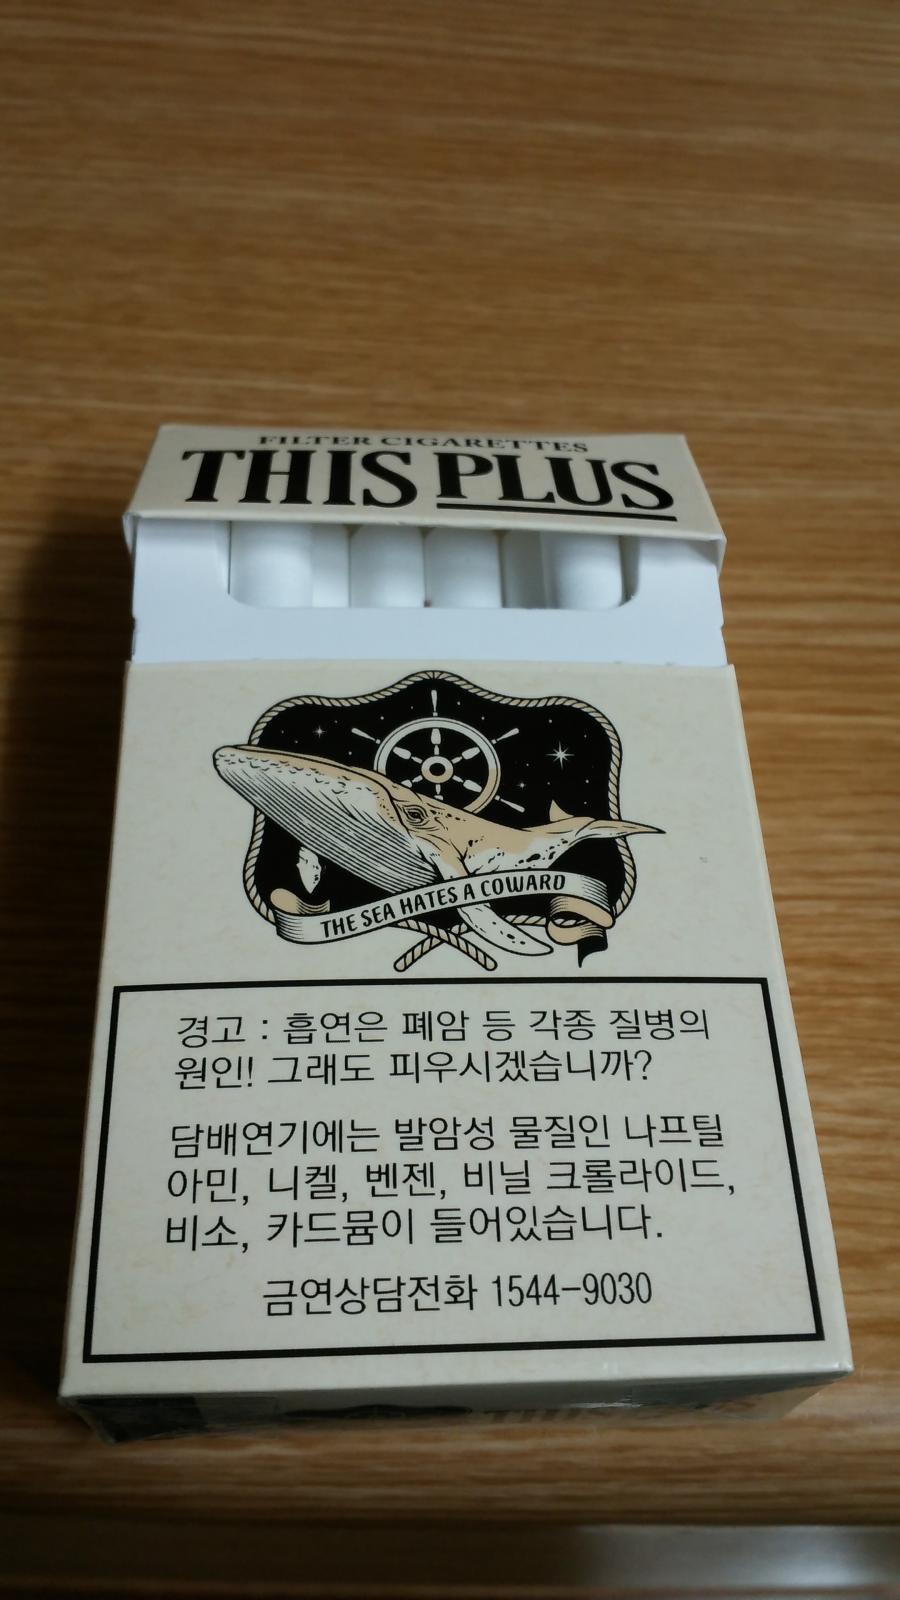 FILTER CIGARETTES
THIS PLUS
THE SEA HATES A COWARD
경고 : 흡연은 폐암 등 각종 질병의
원인! 그래도 피우시겠습니까?
담배연기에는 발암성 물질인 나프틸
아민, 니켈, 벤젠, 비닐 크롤라이드,
비소, 카드뮴이 들어있습니다.
금연상담전화 1544-9030